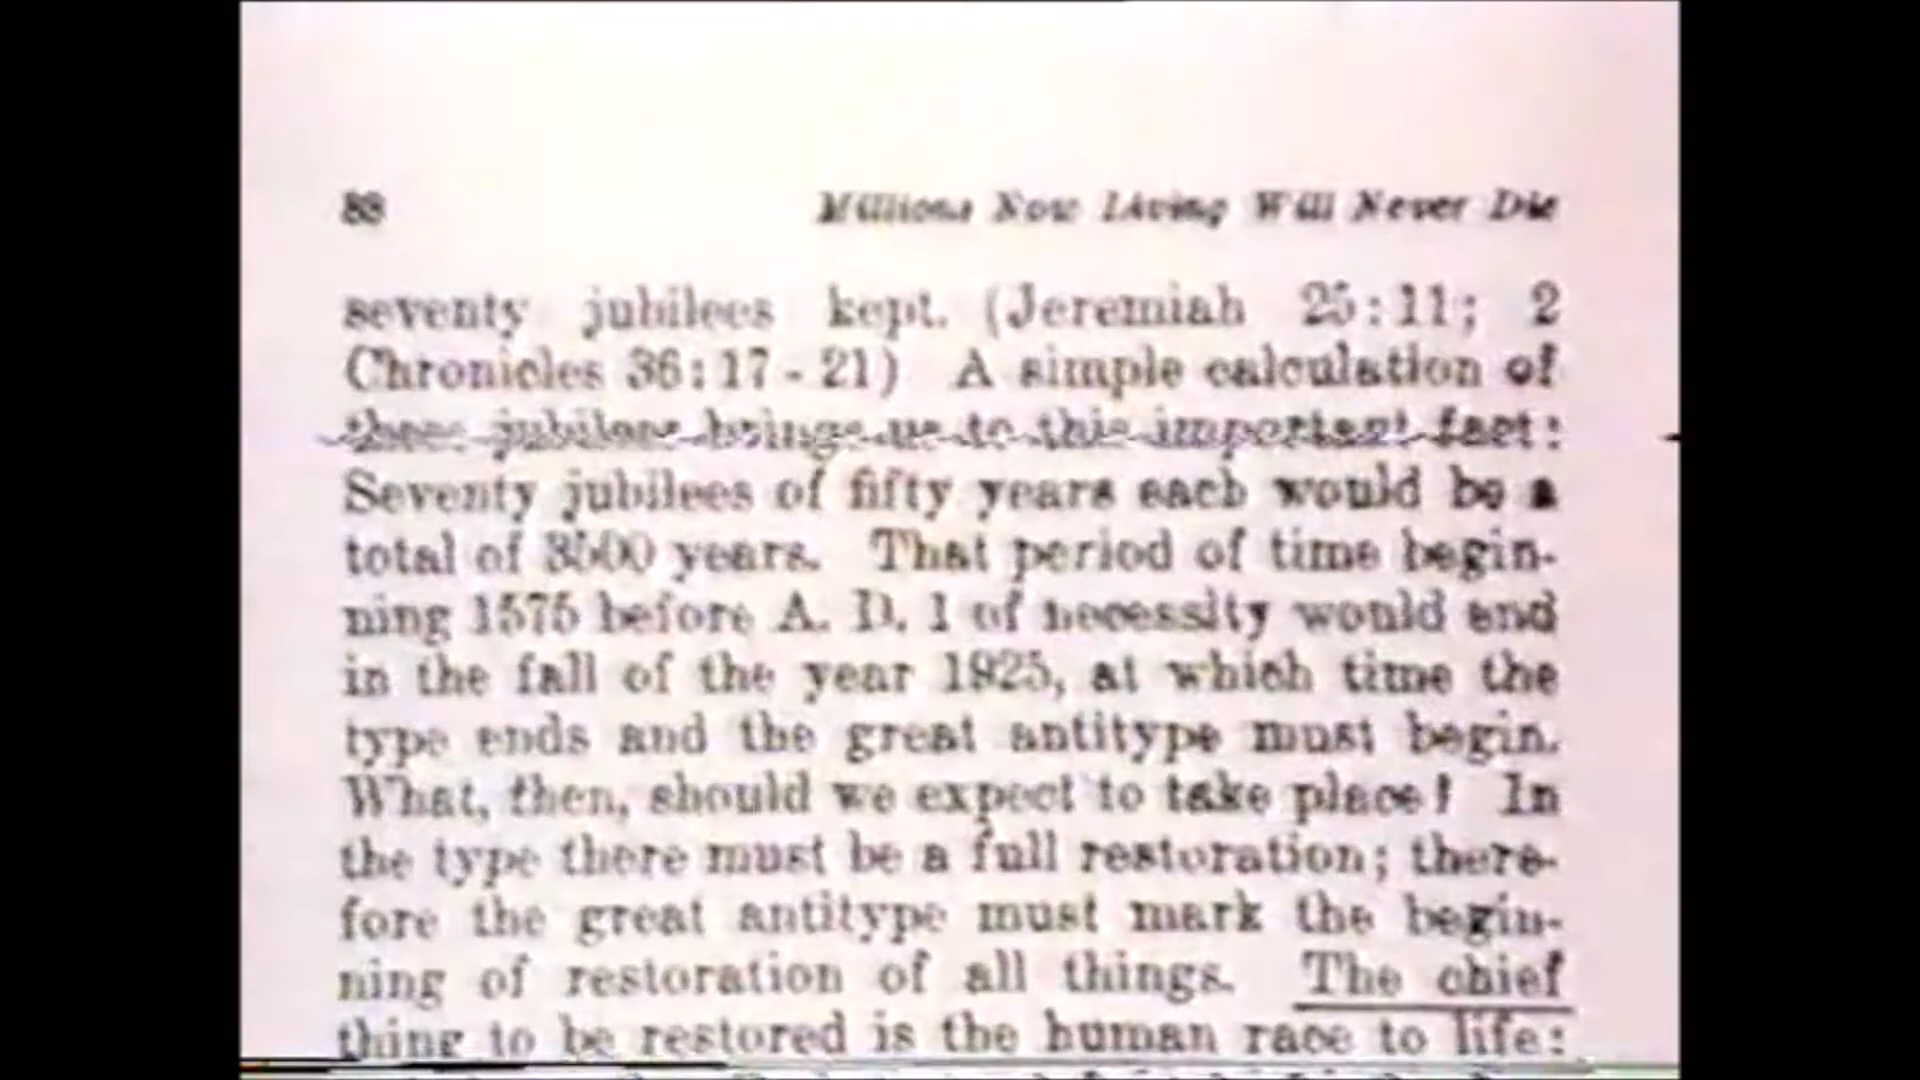 88 Millions Now Living Will Never Die
seventy jubilees kept. (Jeremiah 25:11; 2
Chronicles 36:17-21) A simple calculation of
these jubilees brings us to this important fact:
Seventy jubilees of fifty years each would be a
total of 3500 years. That period of time begin-
ning 1575 before A. D. 1 of necessity would end
in the fall of the year 1925, at which time the
type ends and the great antitype must begin.
What, then, should we expect to take place? In
the type there must be a full restoration; there-
fore the great antitype must mark the begin-
ning of restoration of all things. The chief
thing to be restored is the human race to life: